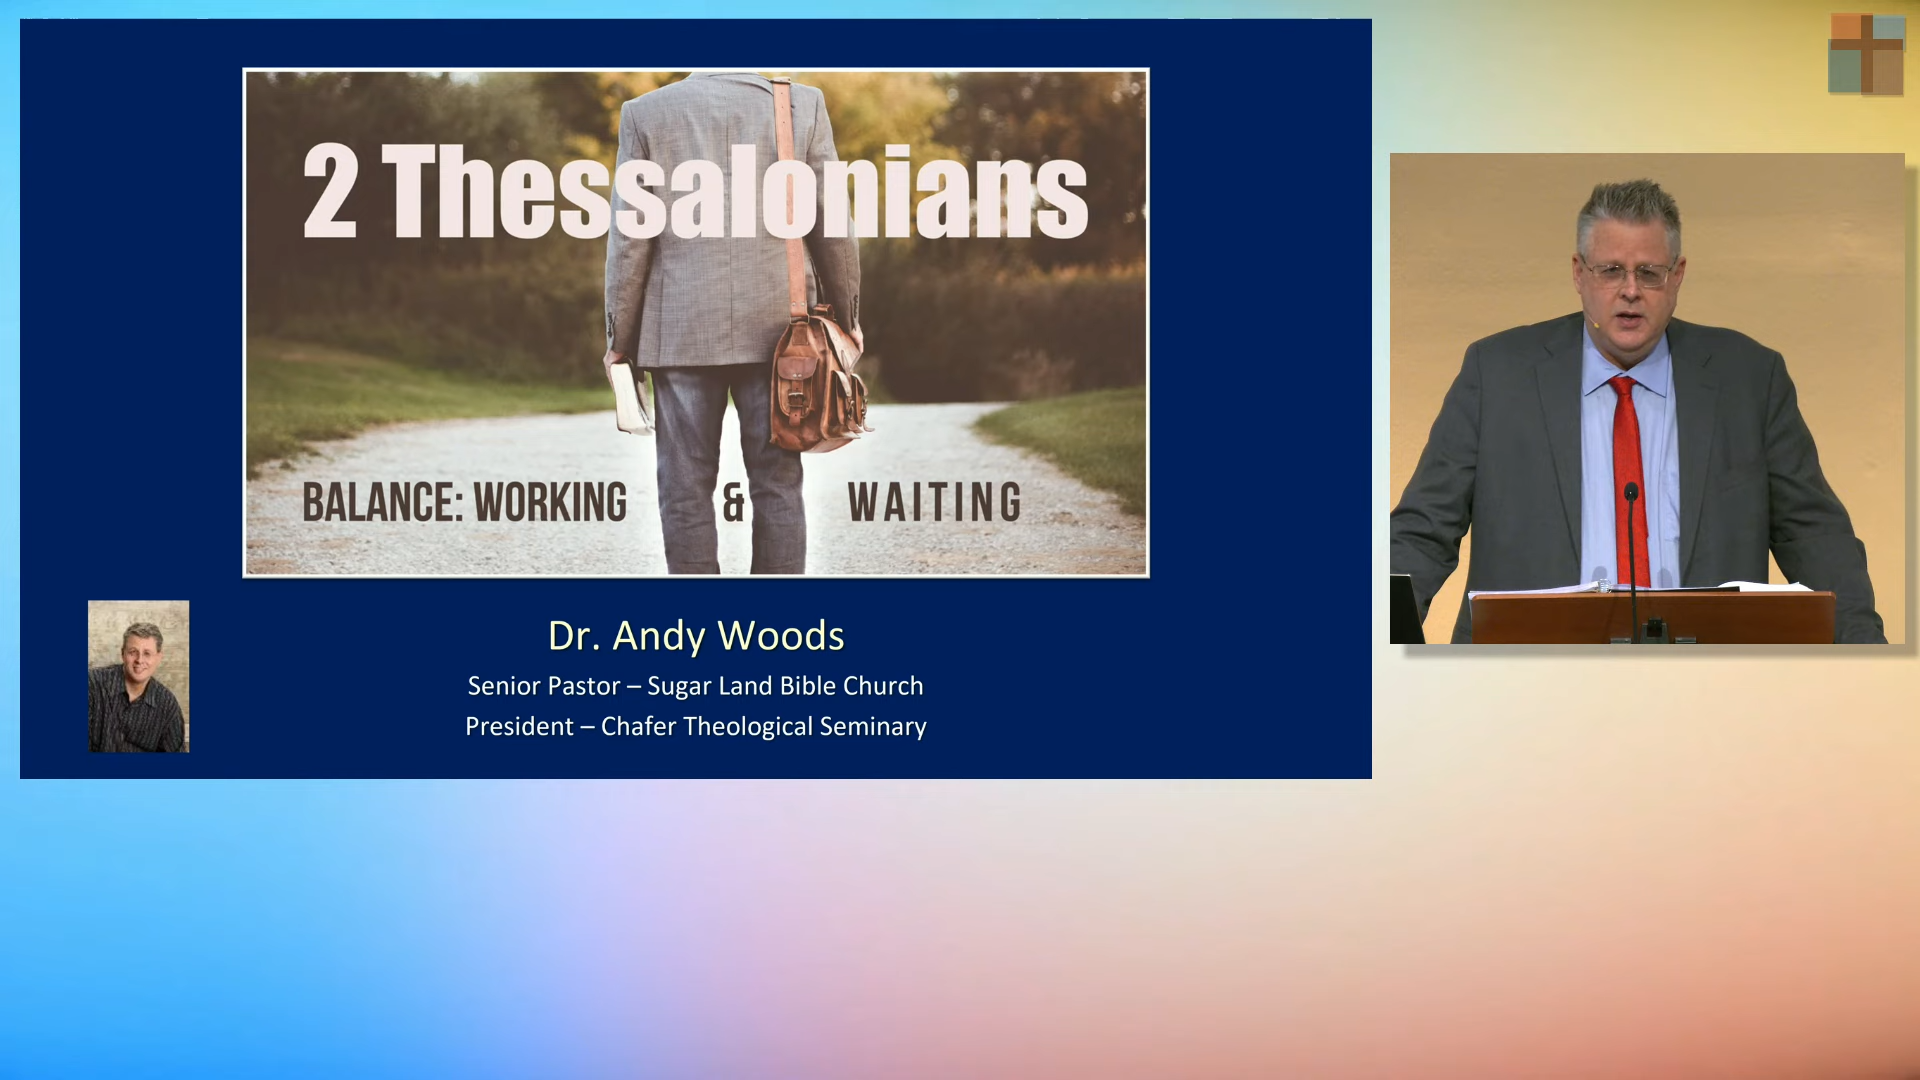 2 Thessalonians
BALANCE: WORKING & WAITING
Dr. Andy Woods
Senior Pastor – Sugar Land Bible Church
President – Chafer Theological Seminary